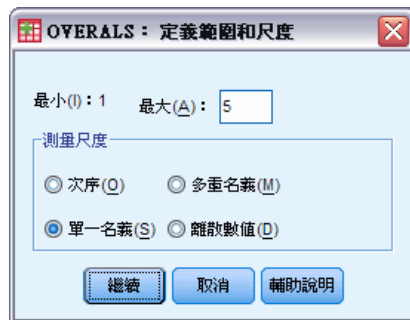 OVERALS：定義範圍和尺度
最小(I)：1 最大(A)： 5
測量尺度
次序(O) 多重名義(M)
單一名義(S) 離散數值(D)
繼續 取消 輔助說明